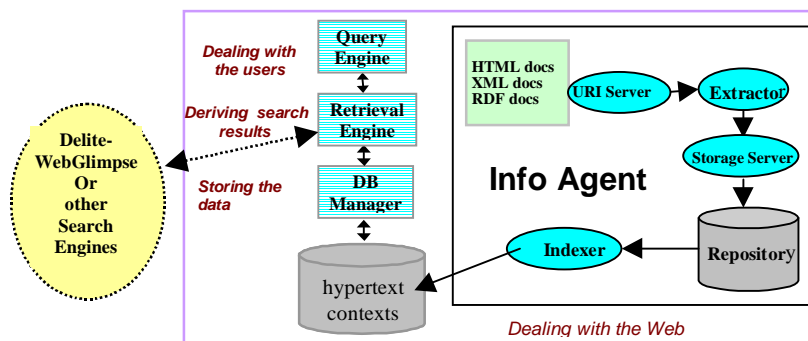 Delite-
WebGlimpse
Or
other
Search
Engines
Dealing with
the users
Deriving search
results
Storing the
data
Query
Engine
Retrieval
Engine
DB
Manager
hypertext
contexts
HTML docs
XML docs
RDF docs
URI Server
Extractor
Storage Server
Info Agent
Repository
Indexer
Dealing with the Web